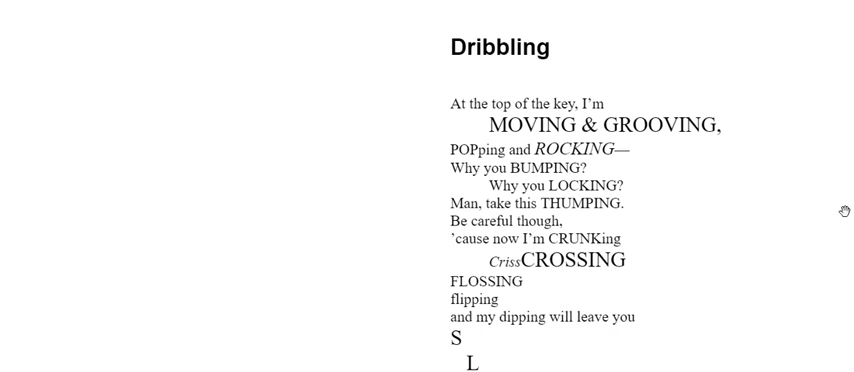 Dribbling
At the top of the key, I’m
MOVING & GROOVING,
POPping and ROCKING—
Why you BUMPING?
Why you LOCKING?
Man, take this THUMPING.
Be careful though,
’cause now I’m CRUNKing
CrissCROSSING
FLOSSING
flipping
and my dipping will leave you
S
L